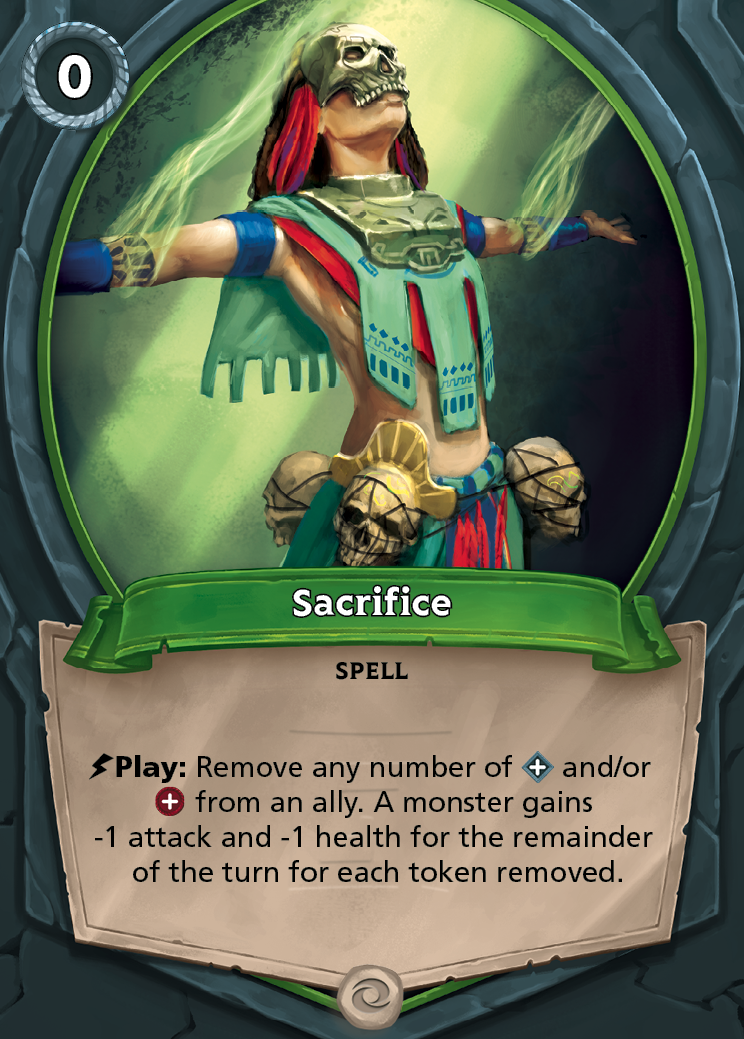 0
Sacrifice
SPELL
Play: Remove any number of + and/or
+ from an ally. A monster gains
-1 attack and -1 health for the remainder
of the turn for each token removed.